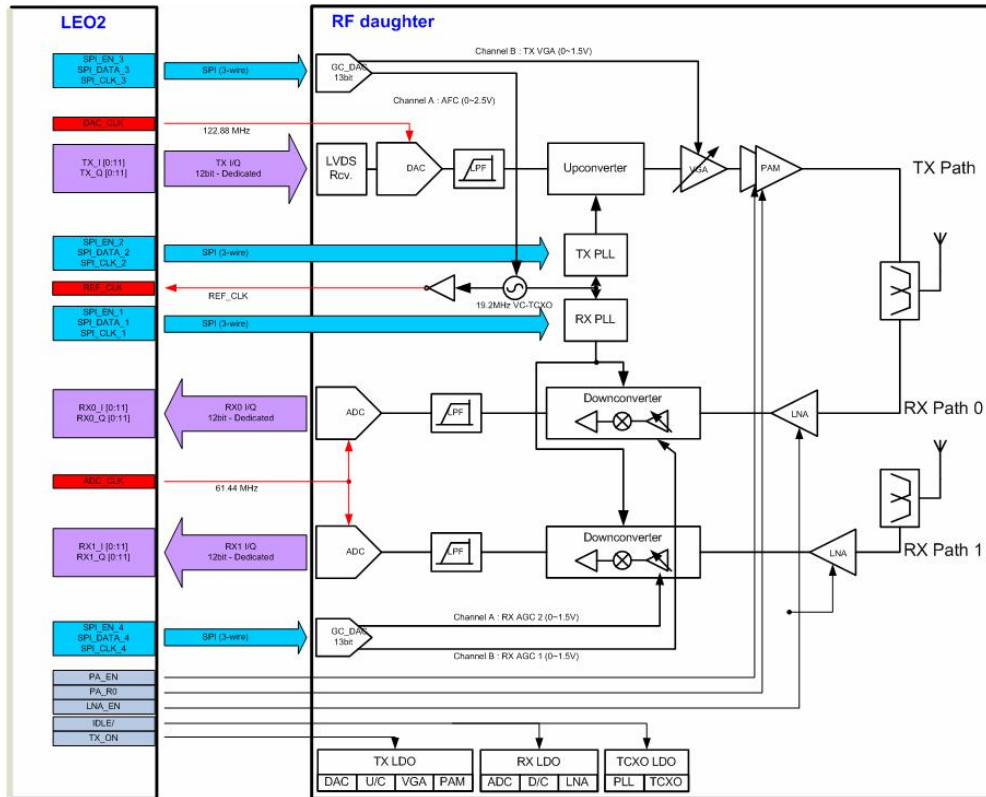 LEO2
RF daughter
SPI_EN_3
SPI_DATA_3
SPI_CLK_3
SPI (3-wire)
GC_DAC
13bit
Channel B : TX VGA (0~1.5V)
Channel A : AFC (0~2.5V)
DAC_CLK
122.88 MHz
TX_I [0:11]
TX_Q [0:11]
TX I/Q
12bit - Dedicated
LVDS
Rcv.
DAC
LPF
Upconverter
VGA
PAM
TX Path
SPI_EN_2
SPI_DATA_2
SPI_CLK_2
SPI (3-wire)
TX PLL
REF_CLK
REF_CLK
19.2MHz VC-TCXO
SPI_EN_1
SPI_DATA_1
SPI_CLK_1
SPI (3-wire)
RX PLL
RX0_I [0:11]
RX0_Q [0:11]
RX0 I/Q
12bit - Dedicated
ADC
LPF
Downconverter
LNA
RX Path 0
ADC_CLK
61.44 MHz
RX1_I [0:11]
RX1_Q [0:11]
RX1 I/Q
12bit - Dedicated
ADC
LPF
Downconverter
LNA
RX Path 1
SPI_EN_4
SPI_DATA_4
SPI_CLK_4
SPI (3-wire)
GC_DAC
13bit
Channel A : RX AGC 2 (0~1.5V)
Channel B : RX AGC 1 (0~1.5V)
PA_EN
PA_R0
LNA_EN
IDLE/
TX_ON
TX LDO
DAC U/C VGA PAM
RX LDO
ADC D/C LNA
TCXO LDO
PLL TCXO